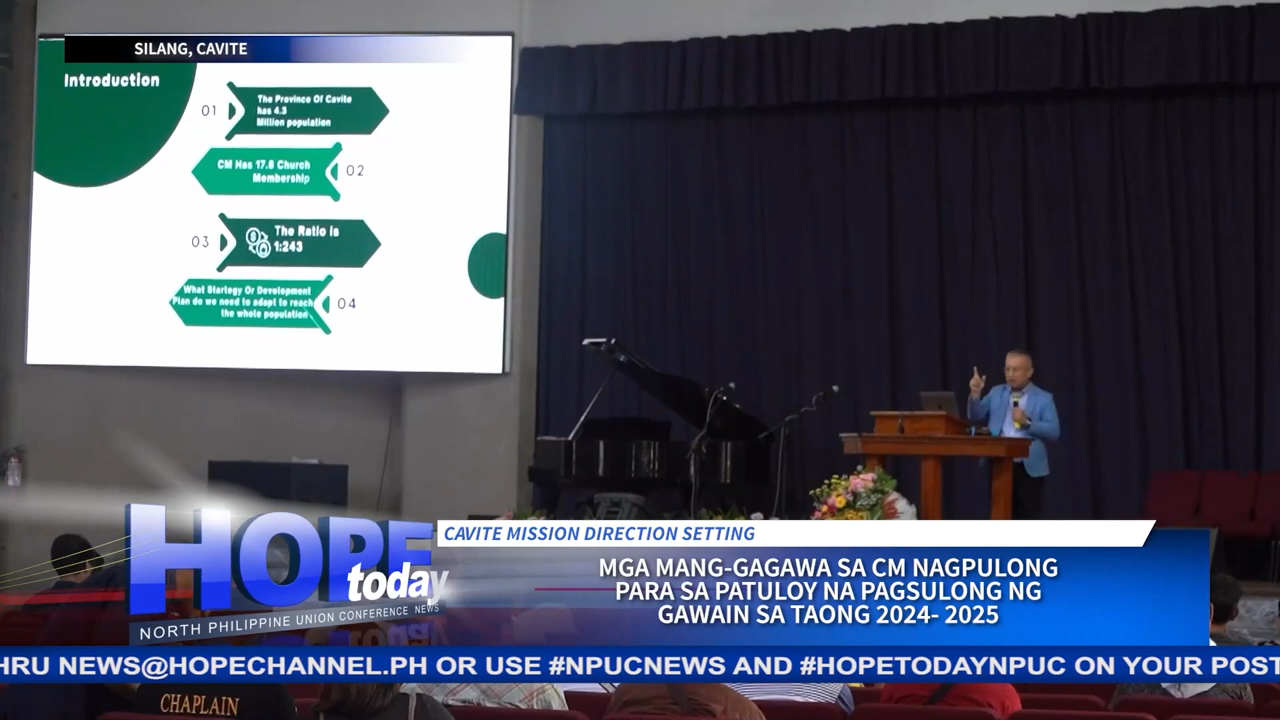 SILANG, CAVITE
Introduction
01
The Province Of Cavite
has 4.3
Million population
CM Has 17.6 Church
Membership
02
03
The Ratio is
1:243
What Startegy Or Development
Plan do we need to adapt to reach
the whole population
04
HOPE
today
NORTH PHILIPPINE UNION CONFERENCE NEWS
CAVITE MISSION DIRECTION SETTING
MGA MANG-GAGAWA SA CM NAGPULONG
PARA SA PATULOY NA PAGSULONG NG
GAWAIN SA TAONG 2024- 2025
HRU NEWS@HOPECHANNEL.PH OR USE #NPUCNEWS AND #HOPETODAYNPUC ON YOUR POST
CHAPLAIN